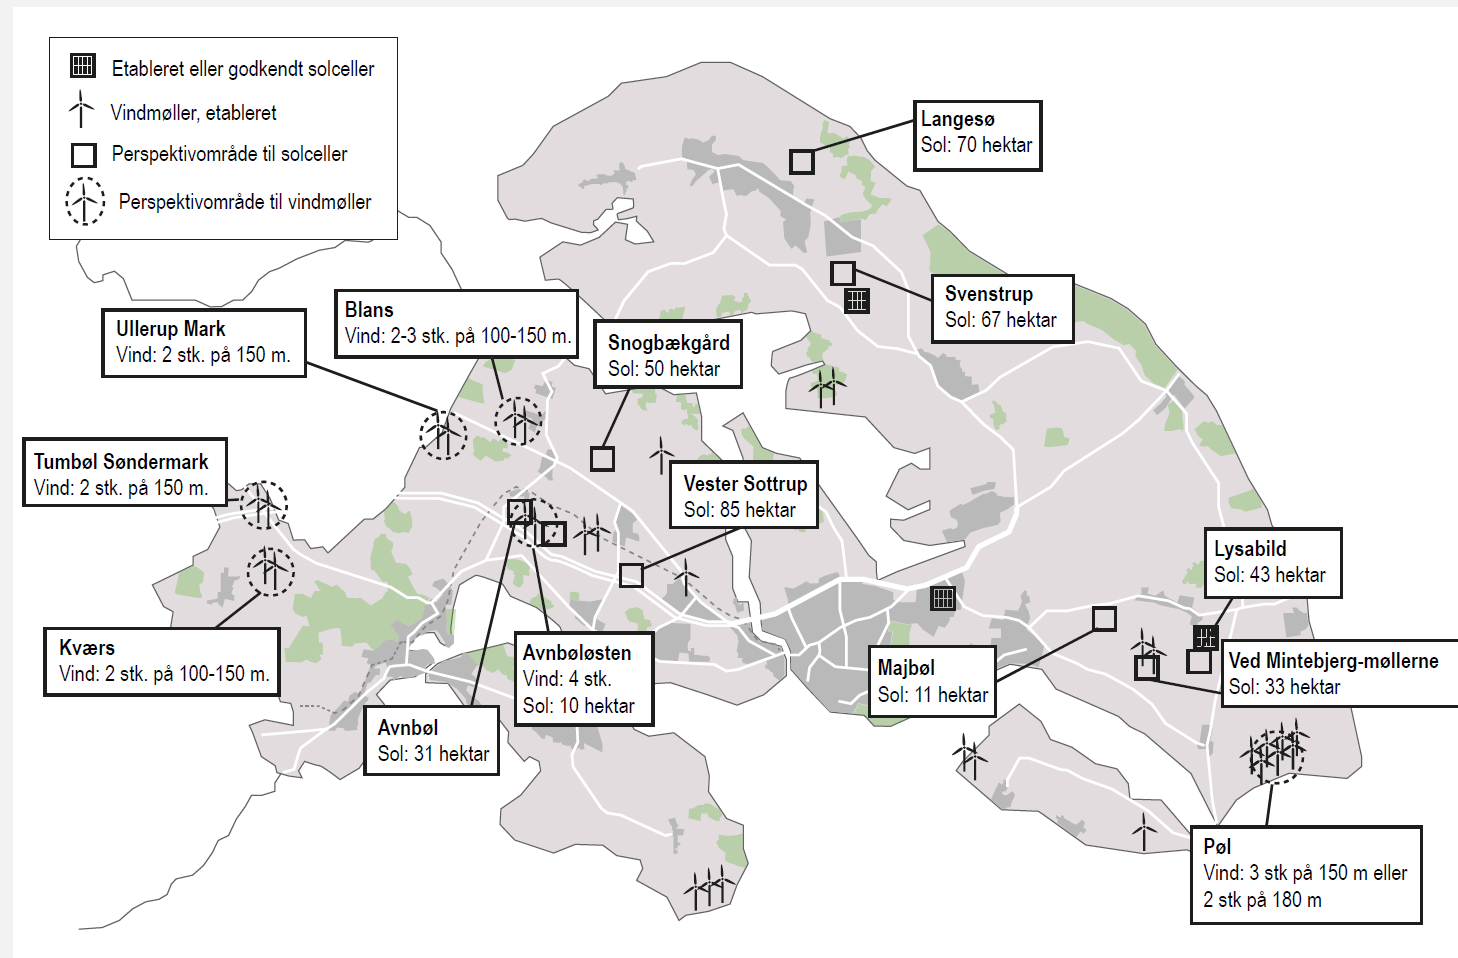 Etableret eller godkendt solceller
Vindmøller, etableret
Perspektivområde til solceller
Perspektivområde til vindmøller
Langesø
Sol: 70 hektar
Svenstrup
Sol: 67 hektar
Blans
Vind: 2-3 stk. på 100-150 m.
Ullerup Mark
Vind: 2 stk. på 150 m.
Snogbækgård
Sol: 50 hektar
Tumbøl Søndermark
Vind: 2 stk. på 150 m.
Vester Sottrup
Sol: 85 hektar
Lysabild
Sol: 43 hektar
Kværs
Vind: 2 stk. på 100-150 m.
Avnbøløsten
Vind: 4 stk.
Sol: 10 hektar
Majbøl
Sol: 11 hektar
Ved Mintebjerg-møllerne
Sol: 33 hektar
Avnbøl
Sol: 31 hektar
Pøl
Vind: 3 stk på 150 m eller
2 stk på 180 m